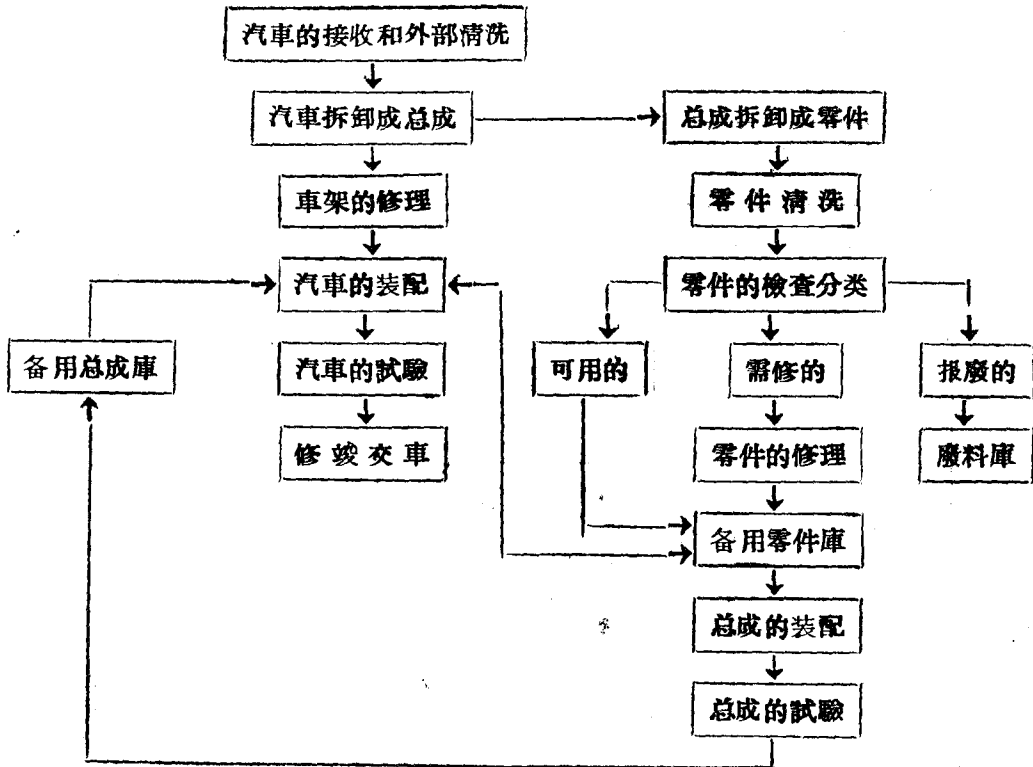 汽車的接收和外部清洗
汽車拆卸成总成
总成拆卸成零件
車架的修理
零件清洗
汽車的装配
零件的檢查分类
备用总成庫
汽車的試驗
可用的
需修的
报廢的
修竣交車
零件的修理
廢料庫
备用零件庫
总成的装配
总成的試驗